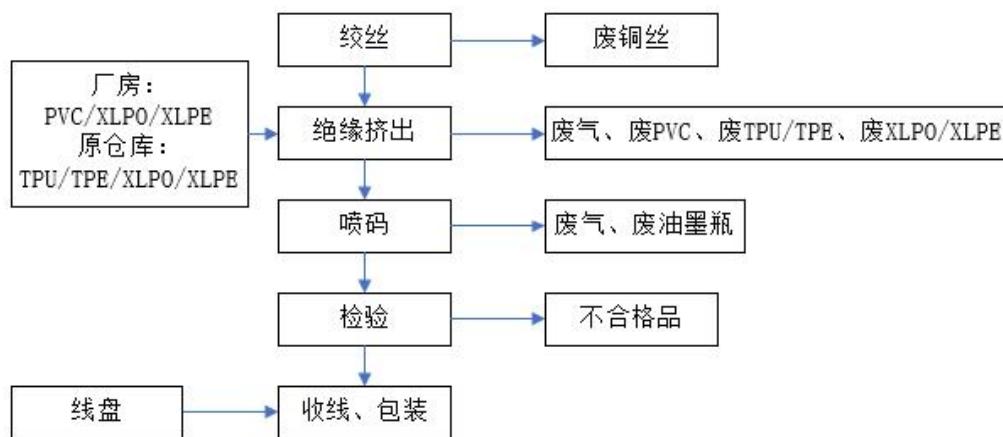 绞丝
废铜丝
厂房：
PVC/XLPO/XLPE
原仓库：
TPU/TPE/XLPO/XLPE
绝缘挤出
废气、废PVC、废TPU/TPE、废XLPO/XLPE
喷码
废气、废油墨瓶
检验
不合格品
线盘
收线、包装